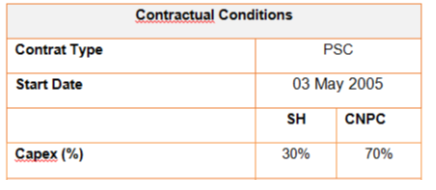 Contractual Conditions
Contrat Type PSC
Start Date 03 May 2005
SH CNPC
Capex (%) 30% 70%